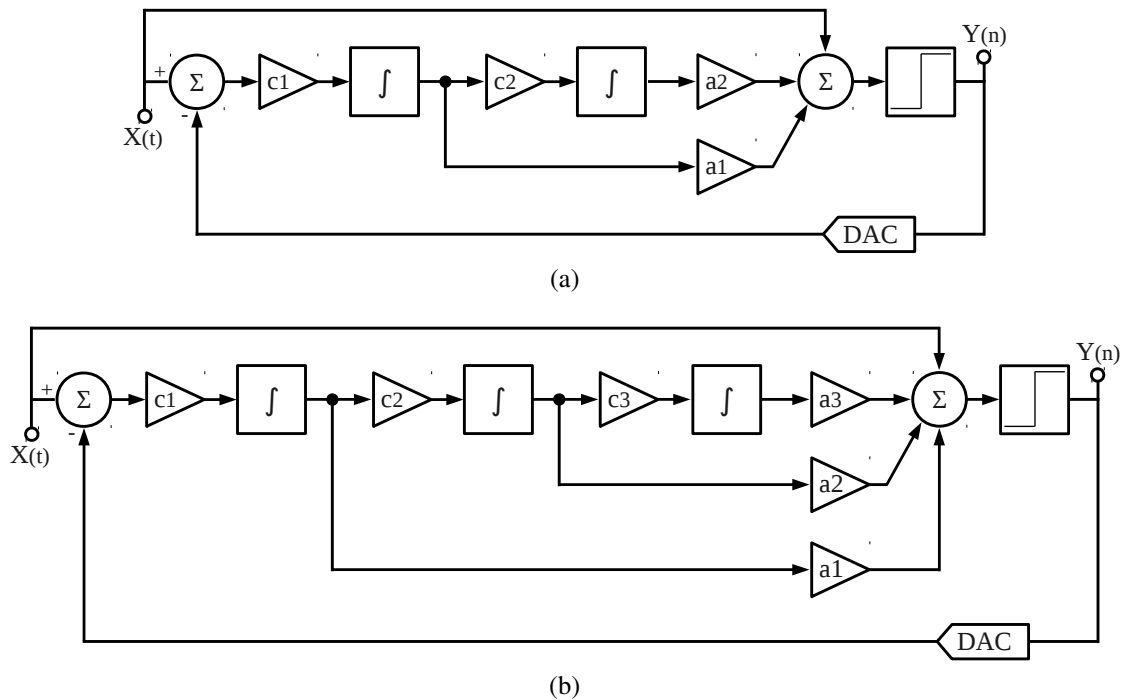 Y(n)
+
Σ
c1
∫
c2
∫
a2
Σ
-
X(t)
a1
DAC
(a)
Y(n)
+
Σ
c1
∫
c2
∫
c3
∫
a3
Σ
-
X(t)
a2
a1
DAC
(b)